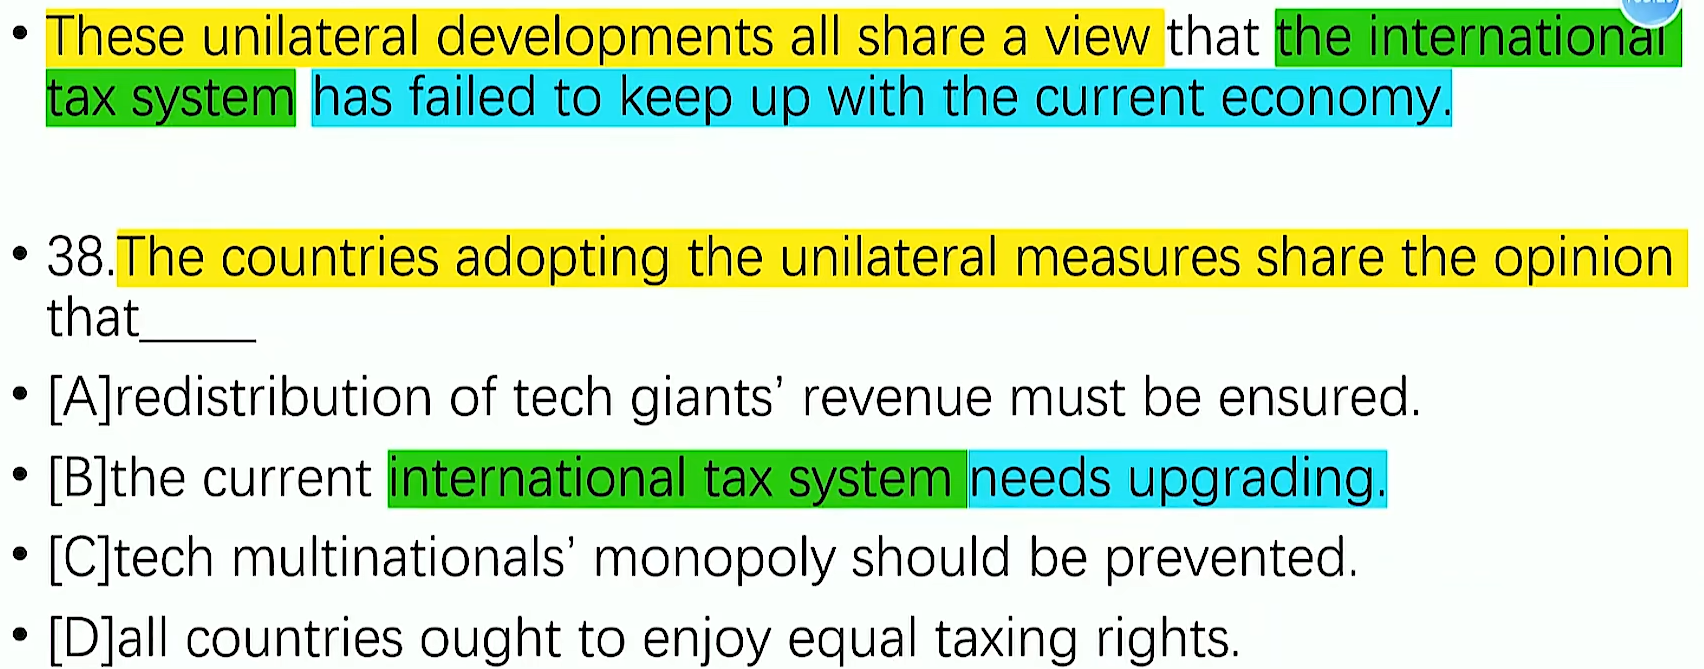 • These unilateral developments all share a view that the international
tax system has failed to keep up with the current economy.
• 38.The countries adopting the unilateral measures share the opinion
that_____
• [A]redistribution of tech giants’ revenue must be ensured.
• [B]the current international tax system needs upgrading.
• [C]tech multinationals’ monopoly should be prevented.
• [D]all countries ought to enjoy equal taxing rights.